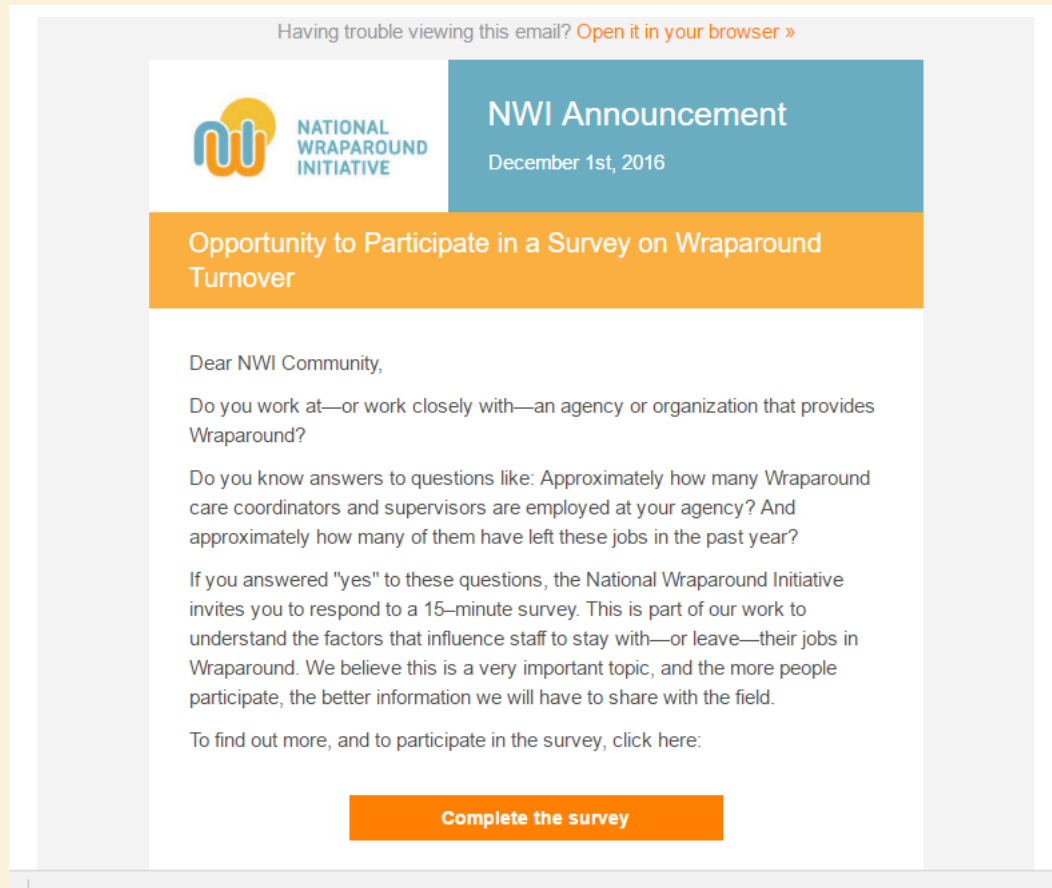 Having trouble viewing this email? Open it in your browser »
NATIONAL
WRAPAROUND
INITIATIVE
NWI Announcement
December 1st, 2016
Opportunity to Participate in a Survey on Wraparound
Turnover
Dear NWI Community,
Do you work at—or work closely with—an agency or organization that provides
Wraparound?
Do you know answers to questions like: Approximately how many Wraparound
care coordinators and supervisors are employed at your agency? And
approximately how many of them have left these jobs in the past year?
If you answered "yes" to these questions, the National Wraparound Initiative
invites you to respond to a 15–minute survey. This is part of our work to
understand the factors that influence staff to stay with—or leave—their jobs in
Wraparound. We believe this is a very important topic, and the more people
participate, the better information we will have to share with the field.
To find out more, and to participate in the survey, click here:
Complete the survey